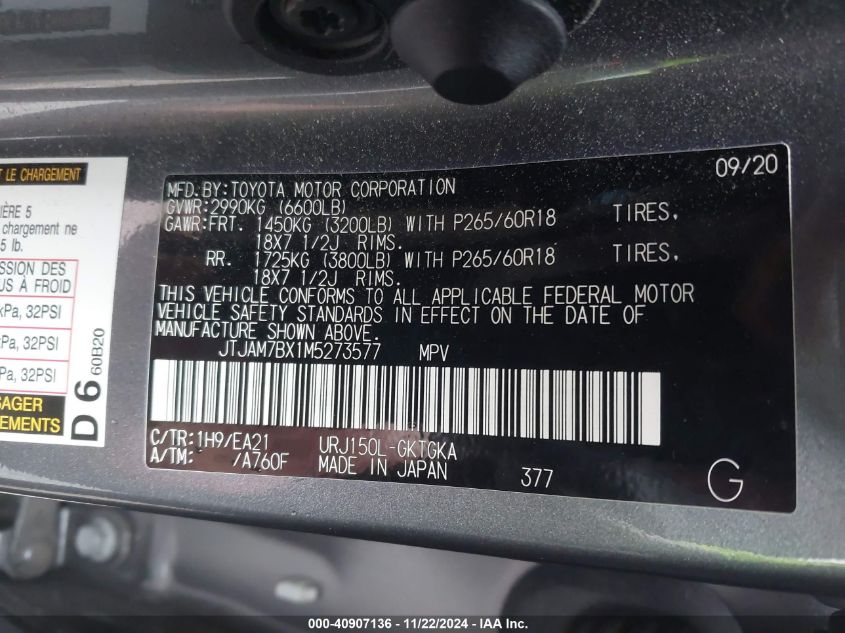 T LE CHARGEMENT
IÈRE 5
chargement ne
5 lb.
SSION DES
US À FROID
kPa, 32PSI
kPa, 32PSI
Pa, 32PSI
SAGER
EMENTS
D 6 60B20
09/20
MFD. BY: TOYOTA MOTOR CORPORATION
GVWR:2990KG (6600LB)
GAWR:FRT. 1450KG (3200LB) WITH P265/60R18 TIRES,
18X7 1/2J RIMS.
RR. 1725KG (3800LB) WITH P265/60R18 TIRES,
18X7 1/2J RIMS.
THIS VEHICLE CONFORMS TO ALL APPLICABLE FEDERAL MOTOR
VEHICLE SAFETY STANDARDS IN EFFECT ON THE DATE OF
MANUFACTURE SHOWN ABOVE.
JTJAM7BX1M5273577 MPV
C/TR:1H9/EA21 URJ150L-GKTGKA
A/TM: /A760F MADE IN JAPAN 377
G
000-40907136 - 11/22/2024 - IAA Inc.